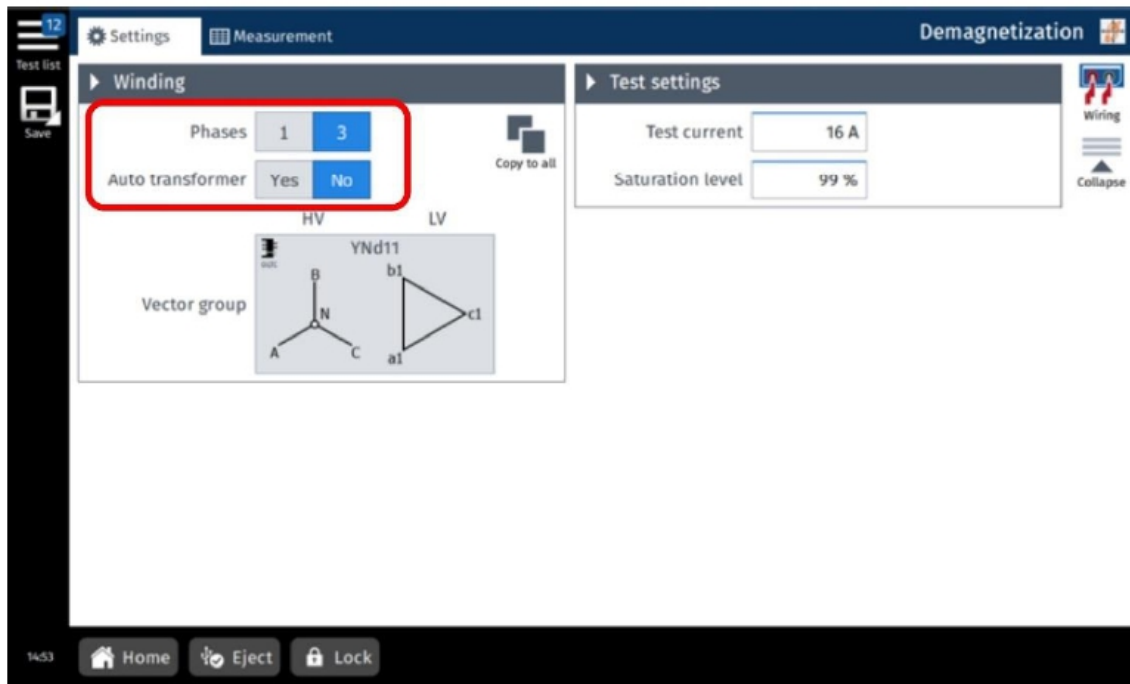 12
Test list
Save
Settings
Measurement
Demagnetization
Winding
Phases 1 3
Auto transformer Yes No
Copy to all
HV LV
Vector group
YNd11
B
N
A C
b1
c1
a1
Test settings
Test current 16 A
Saturation level 99 %
Wiring
Collapse
14:53
Home
Eject
Lock